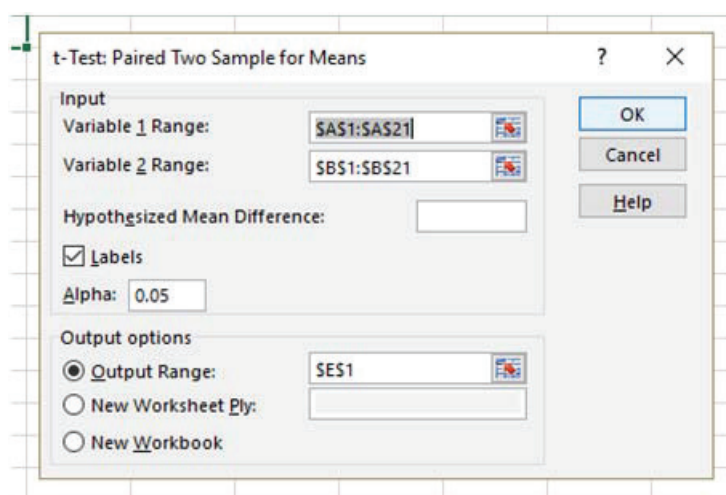 t-Test: Paired Two Sample for Means ? ×
Input
Variable 1 Range: $A$1:$A$21
Variable 2 Range: $B$1:$B$21
Hypothesized Mean Difference:
Labels
Alpha: 0.05
Output options
Output Range: $E$1
New Worksheet Ply:
New Workbook
OK
Cancel
Help